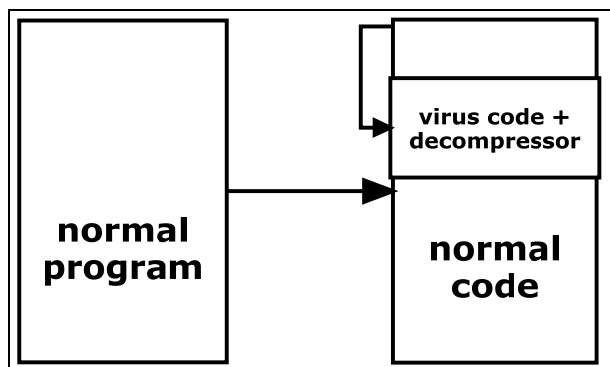 normal
program
virus code +
decompressor
normal
code